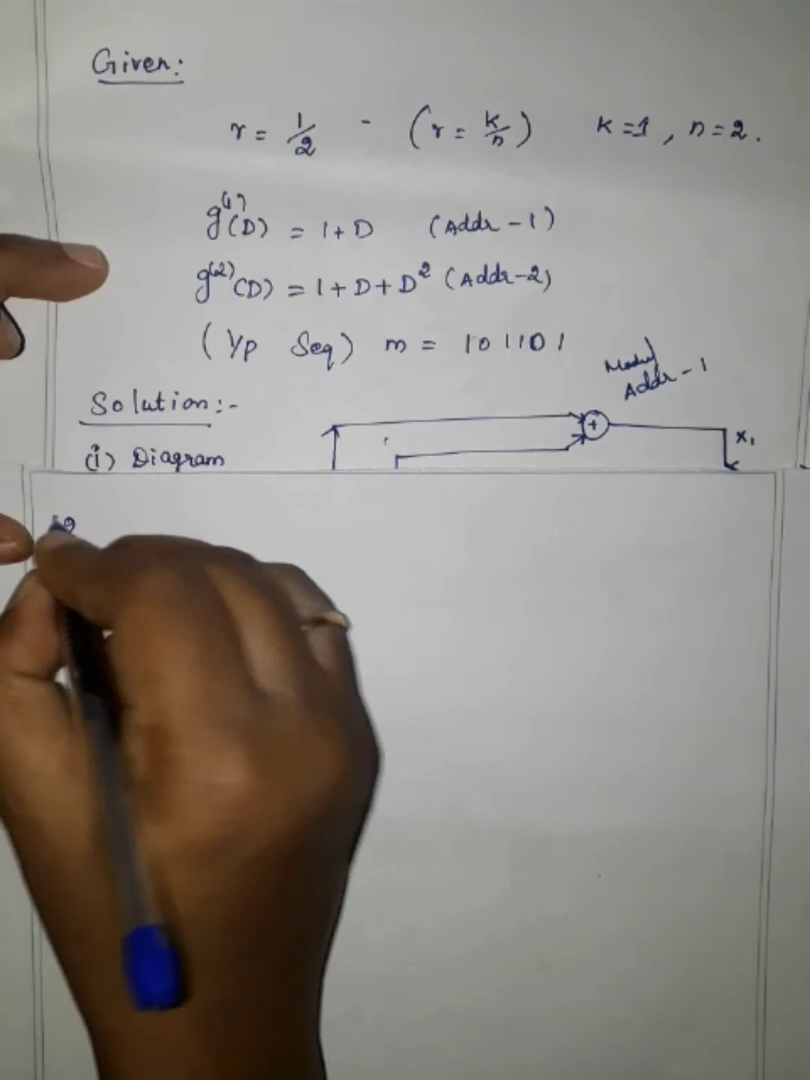 Given:
r = 1/2 - (r = k/n) k=1, n=2.
g(1)(D) = 1+D (Addr-1)
g(2)(D) = 1+D+D² (Addr-2)
(I/p Seq) m = 101101
Addr-1
Solution:-
+
x1
(i) Diagram